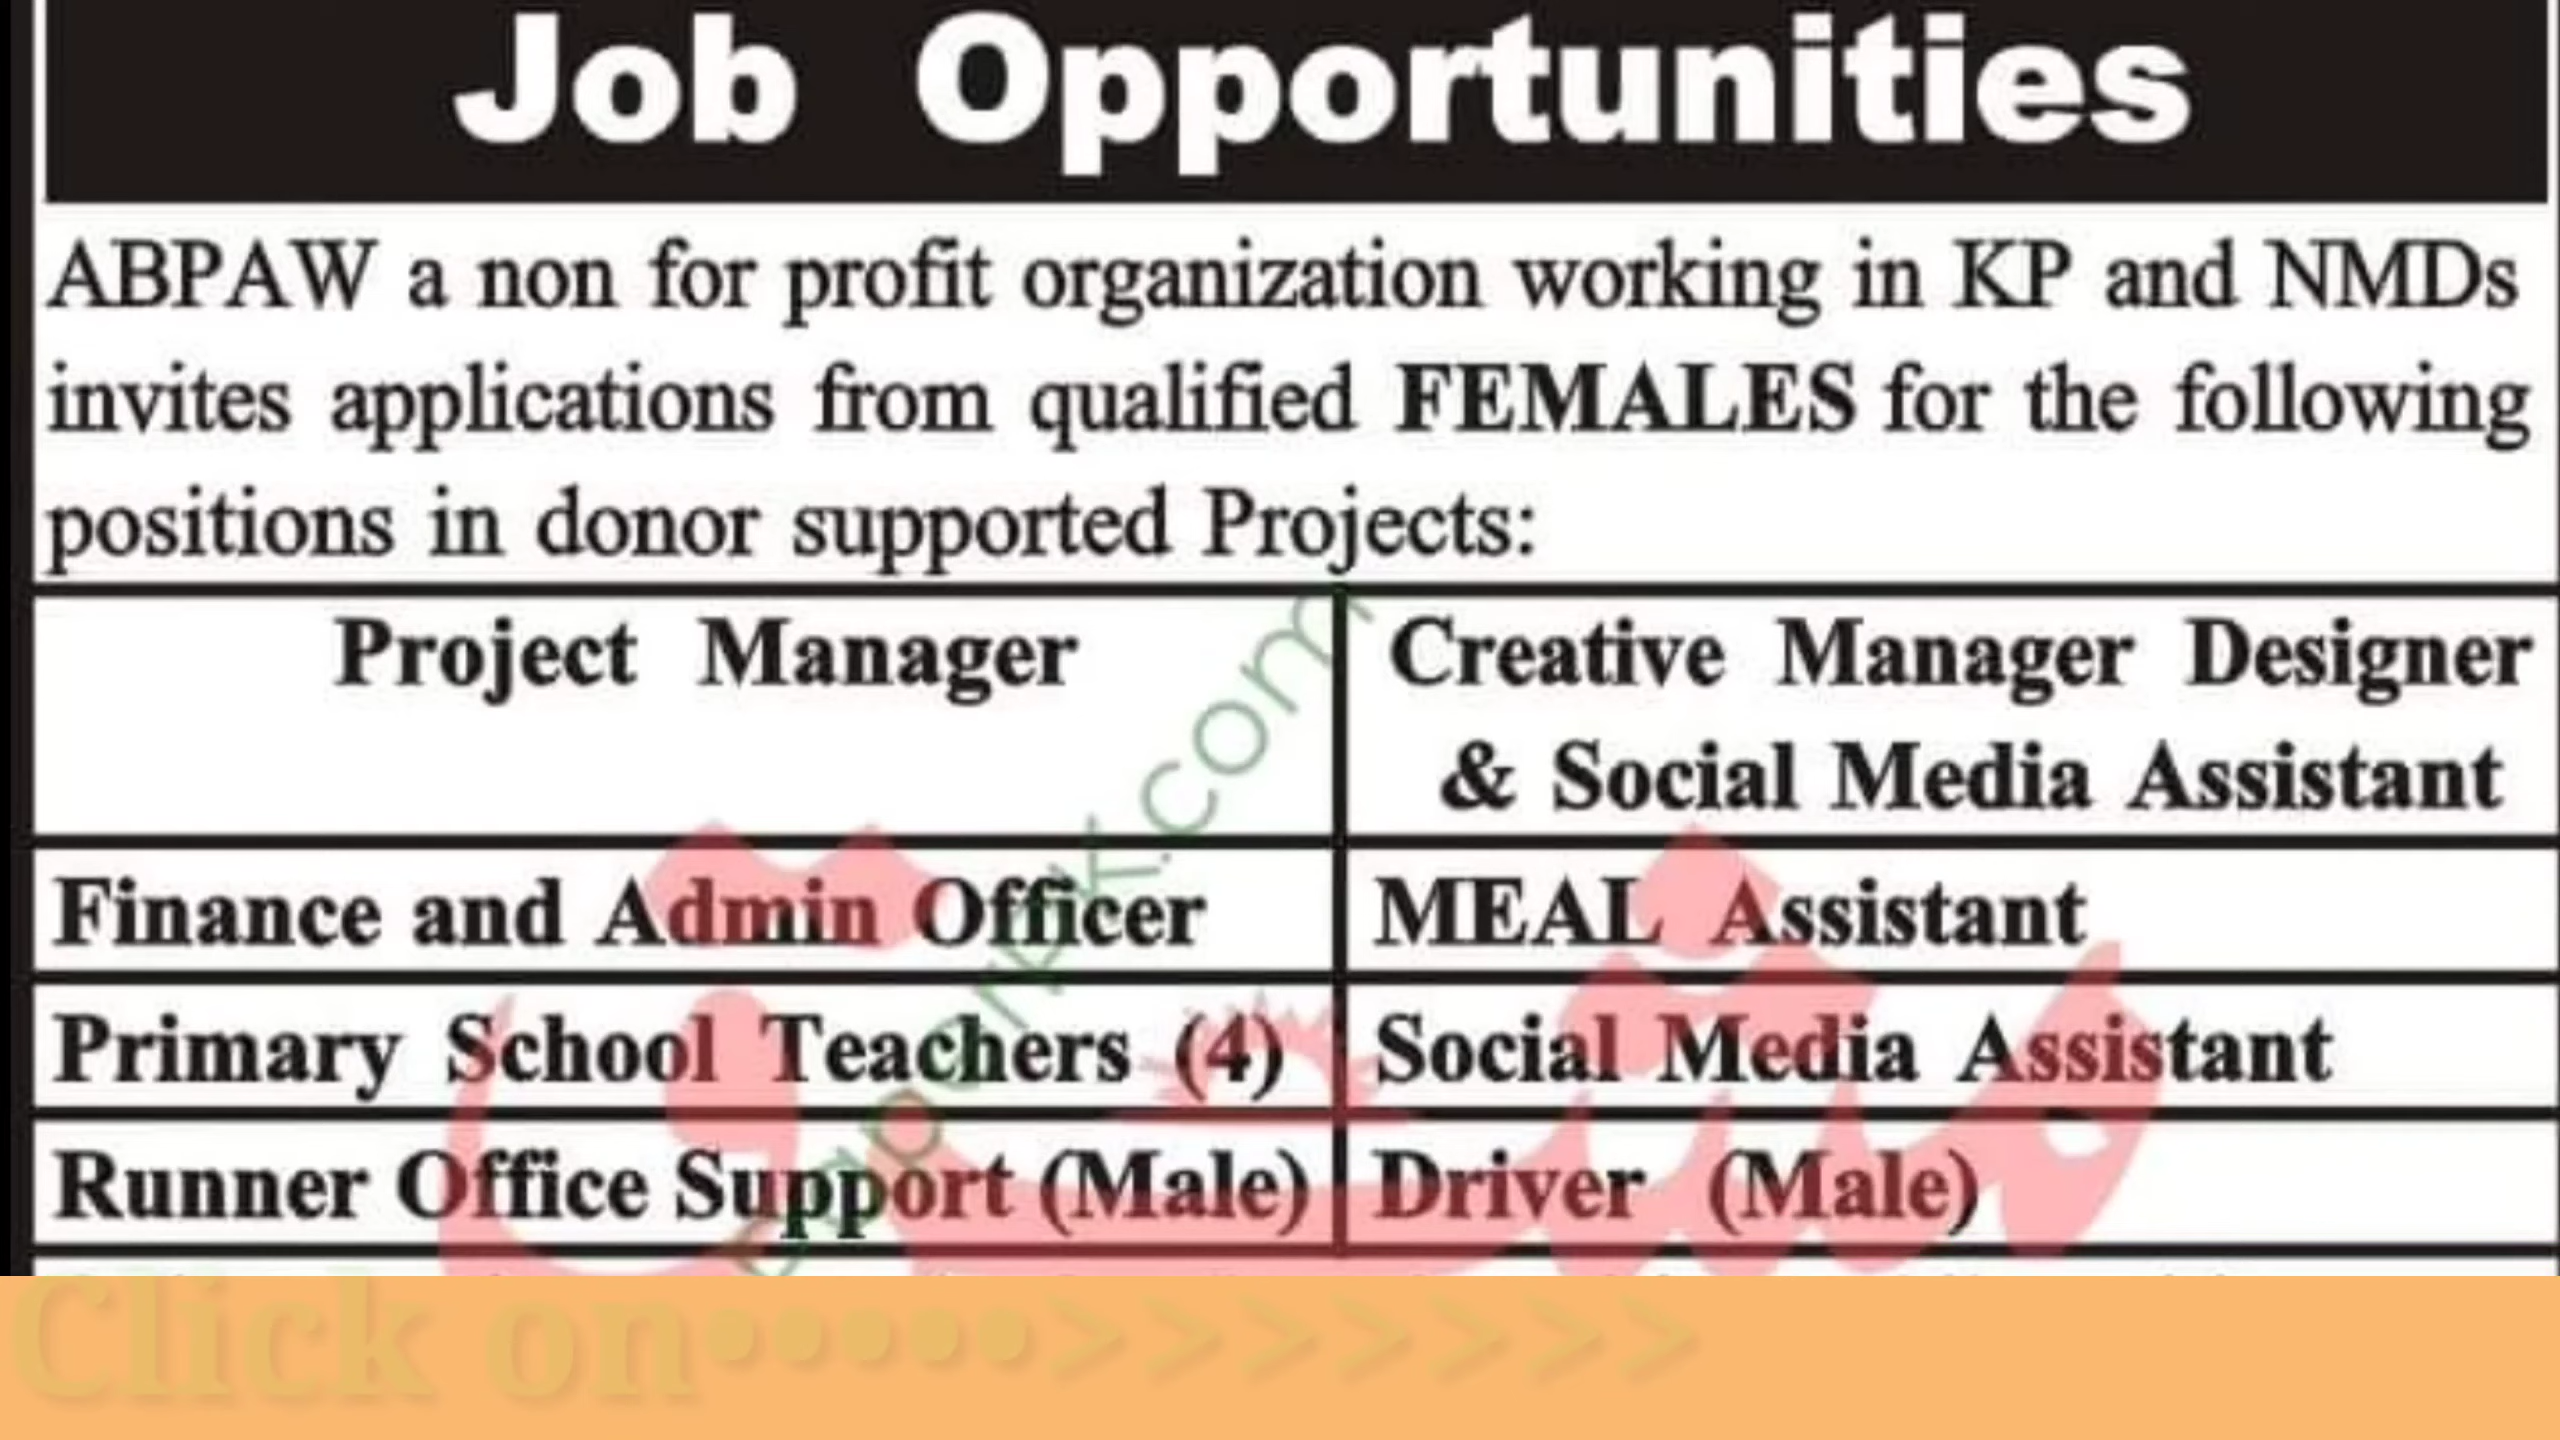 Job Opportunities
ABPAW a non for profit organization working in KP and NMDs
invites applications from qualified FEMALES for the following
positions in donor supported Projects:
Project Manager
Creative Manager Designer
& Social Media Assistant
Finance and Admin Officer
MEAL Assistant
Primary School Teachers (4)
Social Media Assistant
Runner Office Support (Male)
Driver (Male)
Click on•••••>>>>>>>